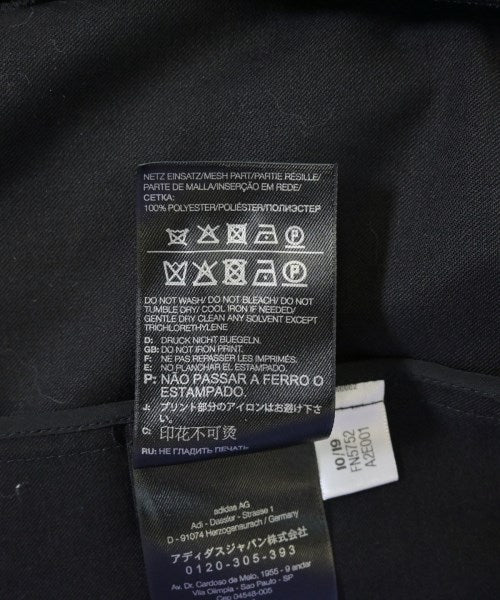 NETZ EINSATZ/MESH PART/PARTIE RÉSILLE/
PARTE DE MALLA/INSERÇÃO EM REDE/
СЕТКА:
100% POLYESTER/POLIÉSTER/ПОЛИЭСТЕР
DO NOT WASH/ DO NOT BLEACH/ DO NOT
TUMBLE DRY/ COOL IRON IF NEEDED/
GENTLE DRY CLEAN ANY SOLVENT EXCEPT
TRICHLORETHYLENE
D: DRUCK NICHT BUEGELN.
GB: DO NOT IRON PRINT.
F: NE PAS REPASSER LES IMPRIMÉS.
E: NO PLANCHAR EL ESTAMPADO.
P: NÃO PASSAR A FERRO O
ESTAMPADO.
J: プリント部分のアイロンはお避け下さ
い。
C: 印花不可烫
RU: НЕ ГЛАДИТЬ ПЕЧАТЬ
10/19
FN5752
A2E001
adidas AG
Adi - Dassler - Strasse 1
D - 91074 Herzogenaurach / Germany
アディダスジャパン株式会社
0120-305-393
Av. Dr. Cardoso de Melo, 1955 - 9 andar
Vila Olimpia - Sao Paulo - SP